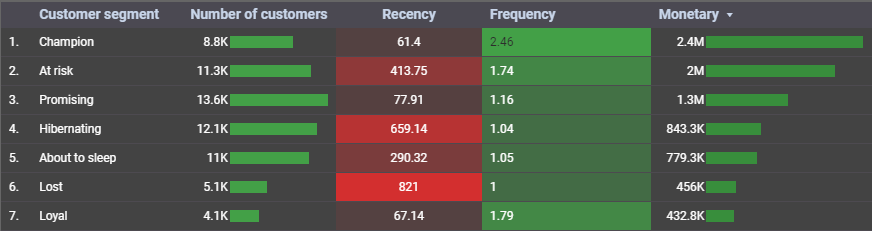 Customer segment Number of customers Recency Frequency Monetary
1. Champion 8.8K 61.4 2.46 2.4M
2. At risk 11.3K 413.75 1.74 2M
3. Promising 13.6K 77.91 1.16 1.3M
4. Hibernating 12.1K 659.14 1.04 843.3K
5. About to sleep 11K 290.32 1.05 779.3K
6. Lost 5.1K 821 1 456K
7. Loyal 4.1K 67.14 1.79 432.8K